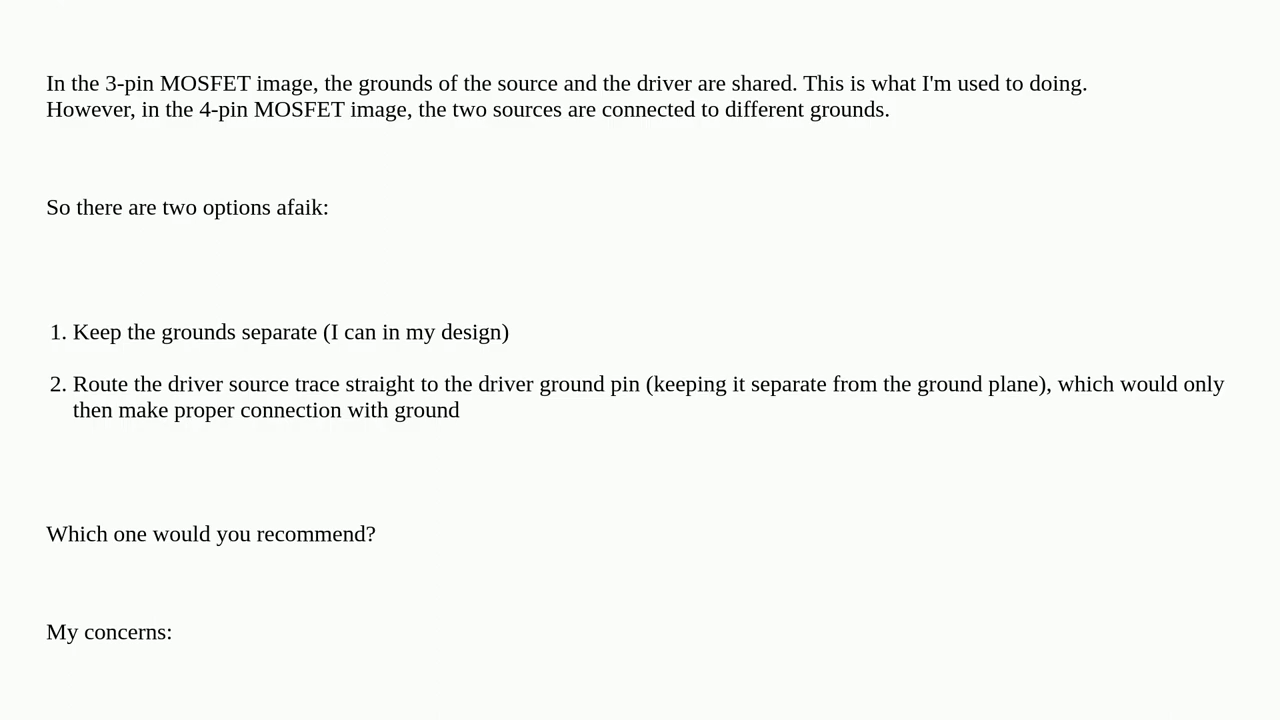 In the 3-pin MOSFET image, the grounds of the source and the driver are shared. This is what I'm used to doing.
However, in the 4-pin MOSFET image, the two sources are connected to different grounds.
So there are two options afaik:
1. Keep the grounds separate (I can in my design)
2. Route the driver source trace straight to the driver ground pin (keeping it separate from the ground plane), which would only
then make proper connection with ground
Which one would you recommend?
My concerns: